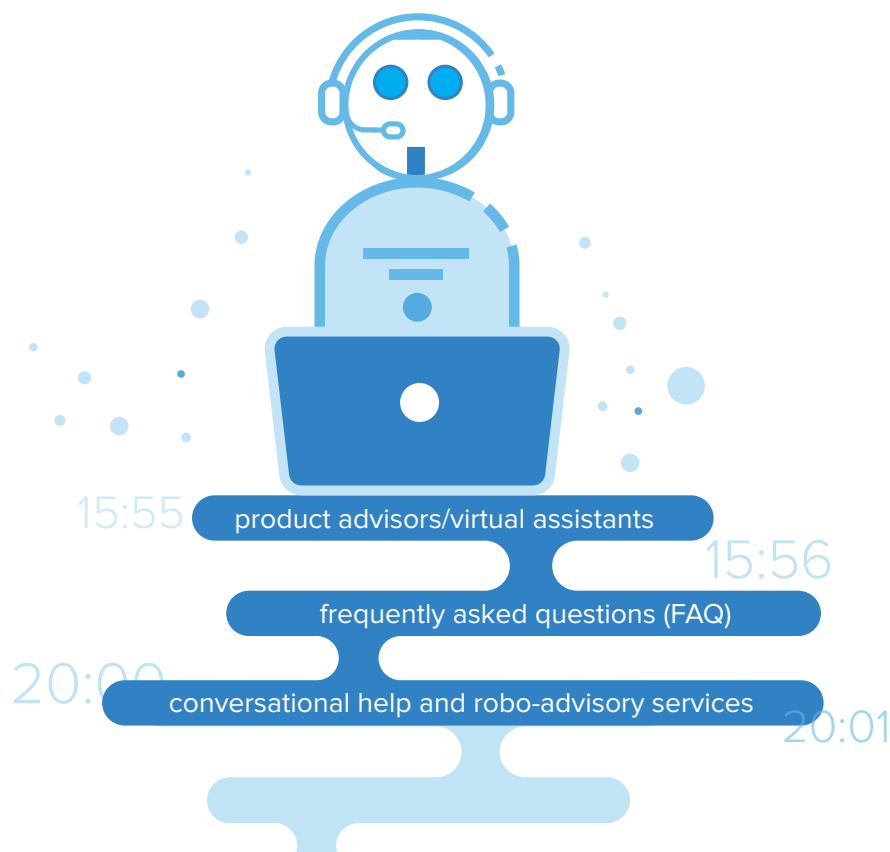 15:55
product advisors/virtual assistants
15:56
frequently asked questions (FAQ)
20:00
conversational help and robo-advisory services
20:01